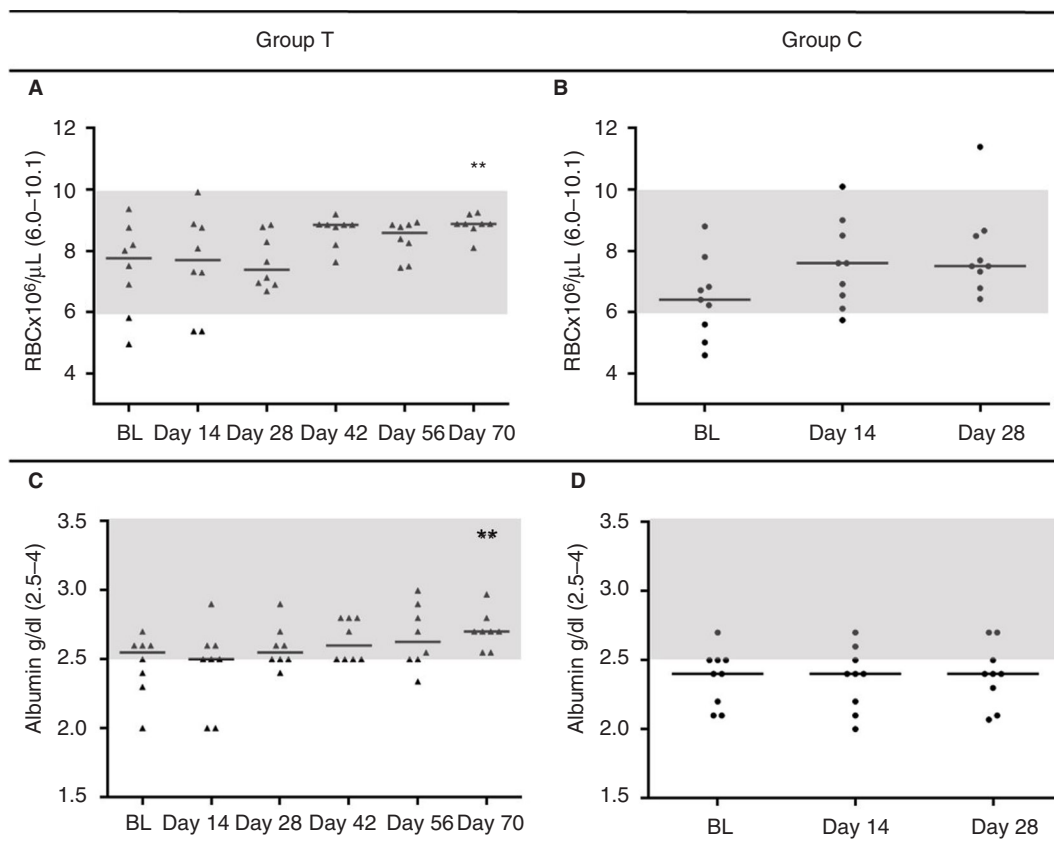 Group T Group C
A B
RBCx10⁶/μL (6.0–10.1)
12
10
8
6
4
**
BL Day 14 Day 28 Day 42 Day 56 Day 70
RBCx10⁶/μL (6.0–10.1)
12
10
8
6
4
BL Day 14 Day 28
C D
Albumin g/dl (2.5–4)
3.5
3.0
2.5
2.0
1.5
**
BL Day 14 Day 28 Day 42 Day 56 Day 70
Albumin g/dl (2.5–4)
3.5
3.0
2.5
2.0
1.5
BL Day 14 Day 28